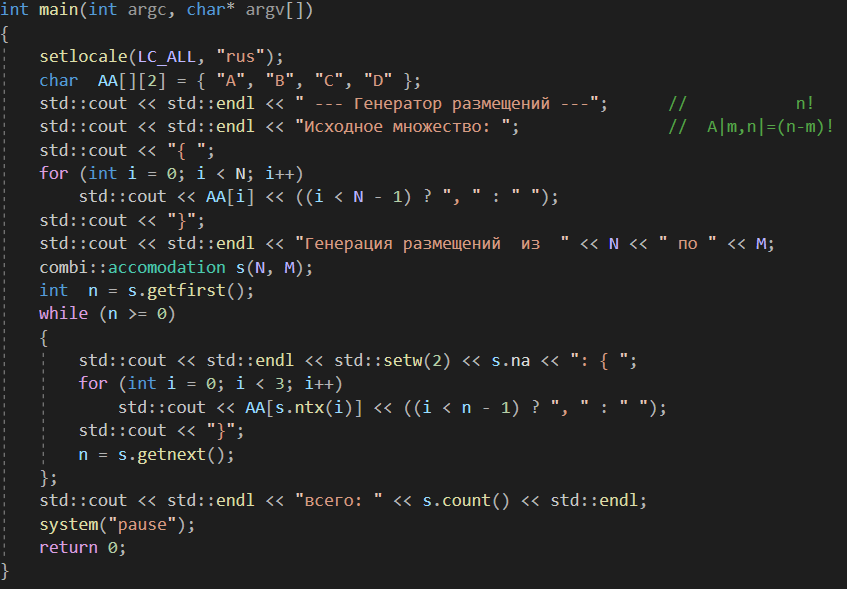 int main(int argc, char* argv[])
{
    setlocale(LC_ALL, "rus");
    char  AA[][2] = { "A", "B", "C", "D" };
    std::cout << std::endl << " --- Генератор размещений ---";      //           n!
    std::cout << std::endl << "Исходное множество: ";               //  A|m,n|=(n-m)!
    std::cout << "{ ";
    for (int i = 0; i < N; i++)
        std::cout << AA[i] << ((i < N - 1) ? ", " : " ");
    std::cout << "}";
    std::cout << std::endl << "Генерация размещений  из  " << N << " по " << M;
    combi::accomodation s(N, M);
    int  n = s.getfirst();
    while (n >= 0)
    {
        std::cout << std::endl << std::setw(2) << s.na << ": { ";
        for (int i = 0; i < 3; i++)
            std::cout << AA[s.ntx(i)] << ((i < n - 1) ? ", " : " ");
        std::cout << "}";
        n = s.getnext();
    };
    std::cout << std::endl << "всего: " << s.count() << std::endl;
    system("pause");
    return 0;
}